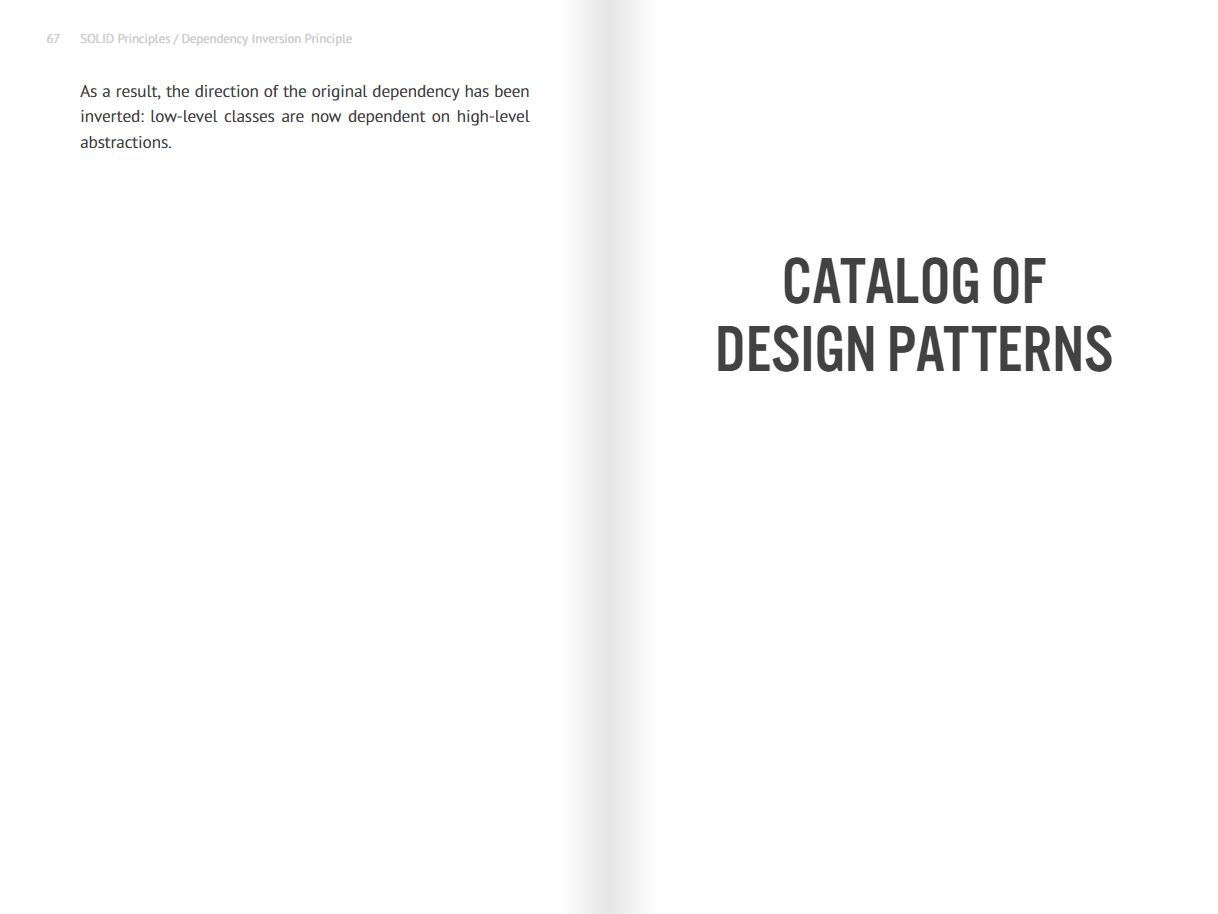 67 SOLID Principles / Dependency Inversion Principle
As a result, the direction of the original dependency has been
inverted: low-level classes are now dependent on high-level
abstractions.
CATALOG OF
DESIGN PATTERNS